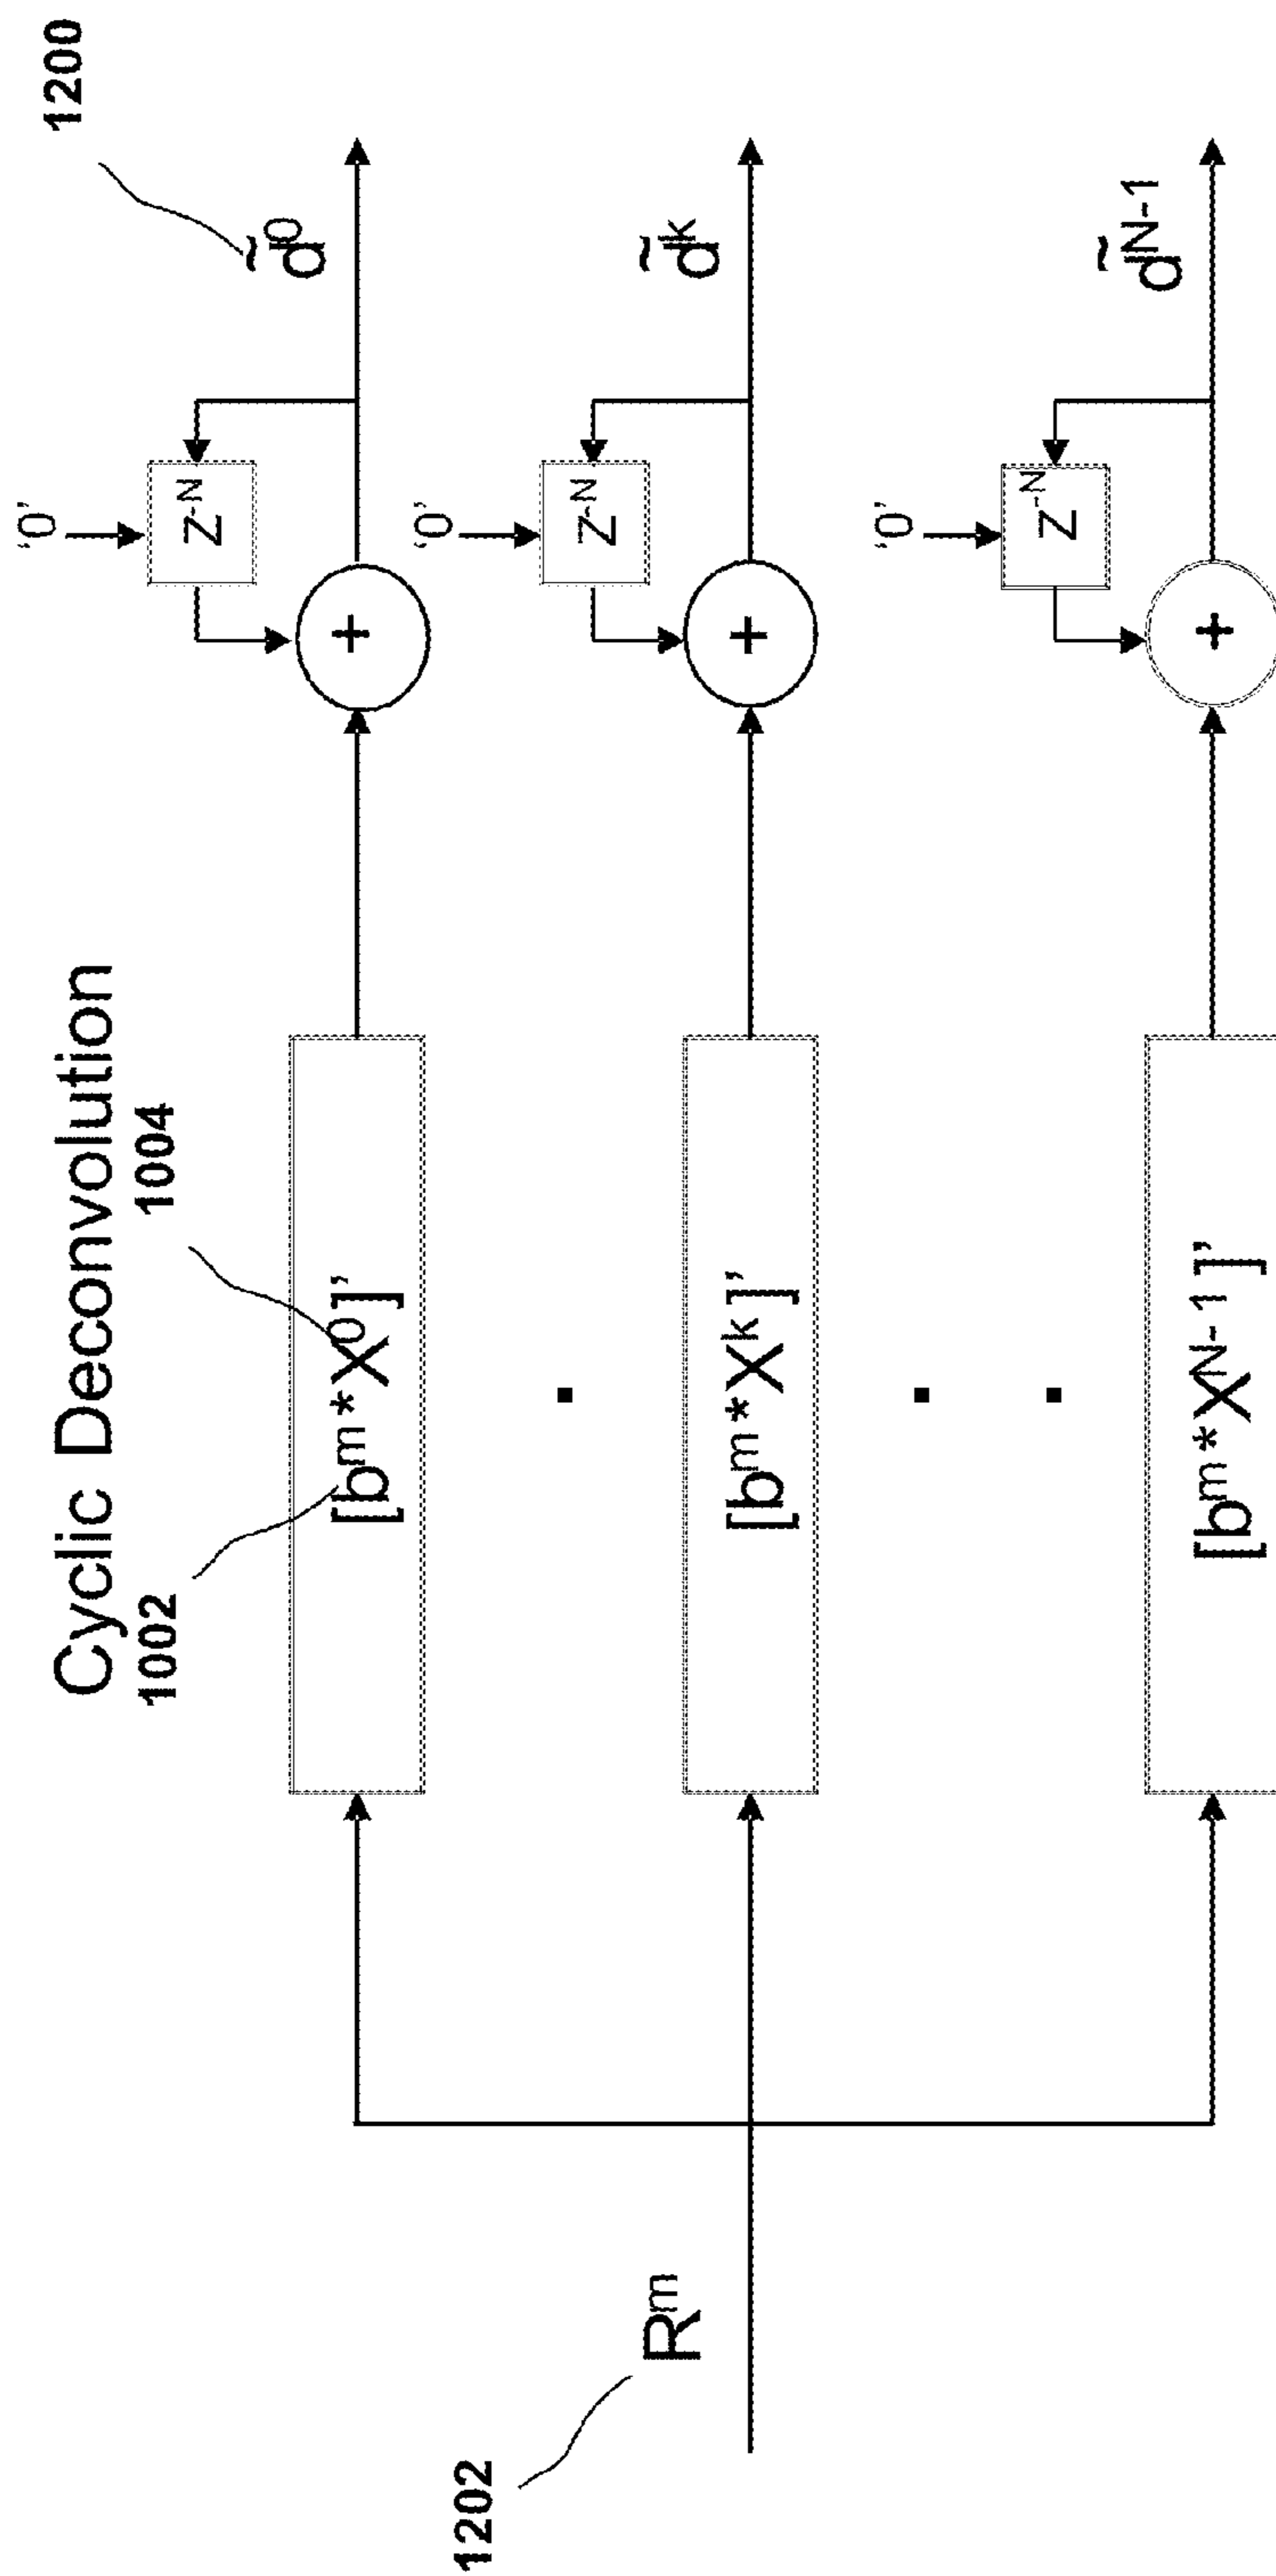 Cyclic Deconvolution
1002
1004
1200
1202
R^m
[b^m*X^0]'
'0'
Z^-N
+
d̃^0
[b^m*X^k]'
'0'
Z^-N
+
d̃^k
[b^m*X^N-1]'
'0'
Z^-N
+
d̃^N-1